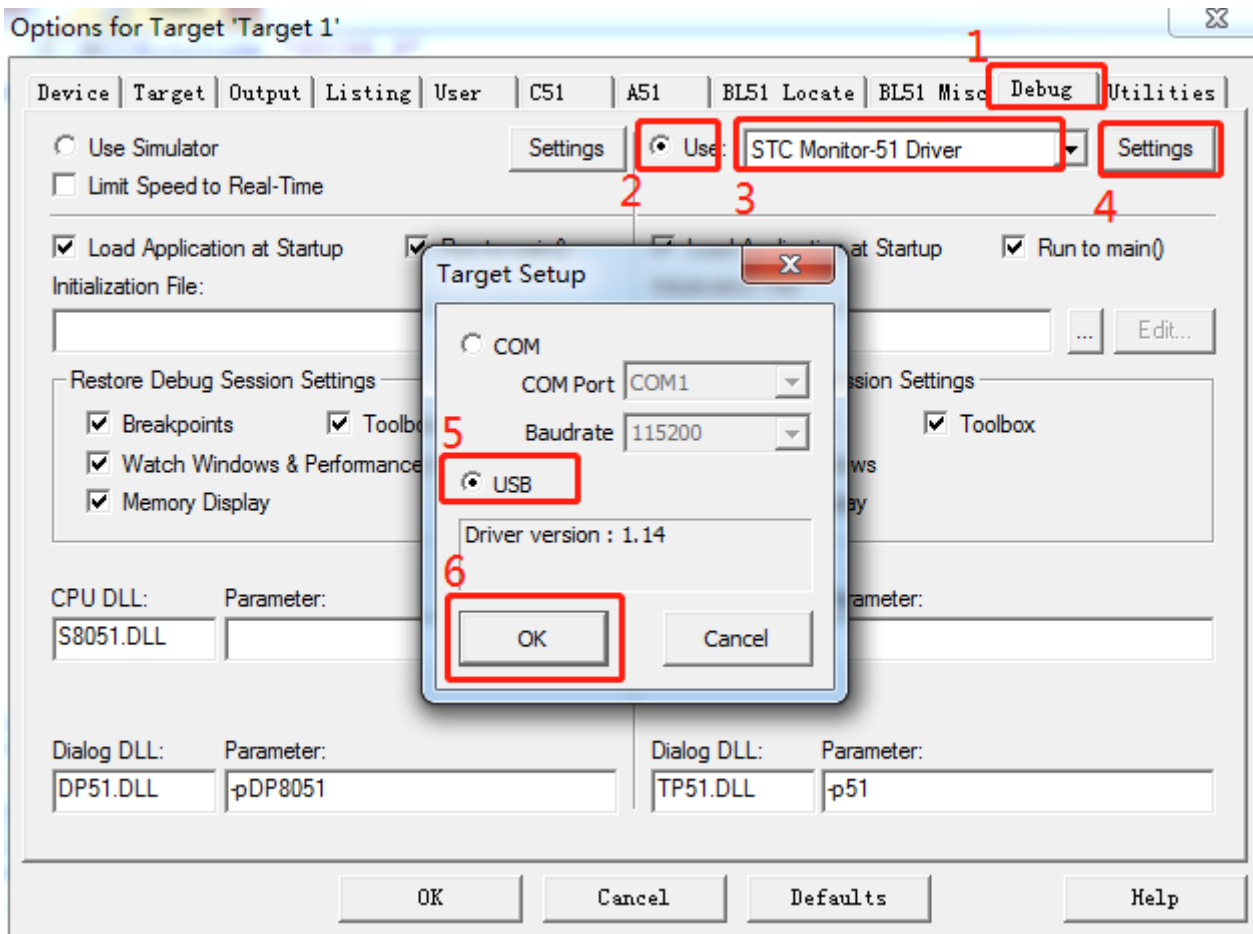 Options for Target 'Target 1'
1
Device Target Output Listing User C51 A51 BL51 Locate BL51 Misc Debug Utilities
Use Simulator Settings Use: STC Monitor-51 Driver Settings
Limit Speed to Real-Time
2 3 4
Load Application at Startup at Startup Run to main()
Target Setup
Initialization File:
COM
... Edit...
COM Port COM1
Restore Debug Session Settings Settings
Breakpoints Toolbox
5 Baudrate 115200
Watch Windows & Performance
USB
Memory Display
Driver version : 1.14
6
CPU DLL: Parameter:
OK Cancel
S8051.DLL
Dialog DLL: Parameter: Dialog DLL: Parameter:
DP51.DLL -pDP8051 TP51.DLL -p51
OK Cancel Defaults Help